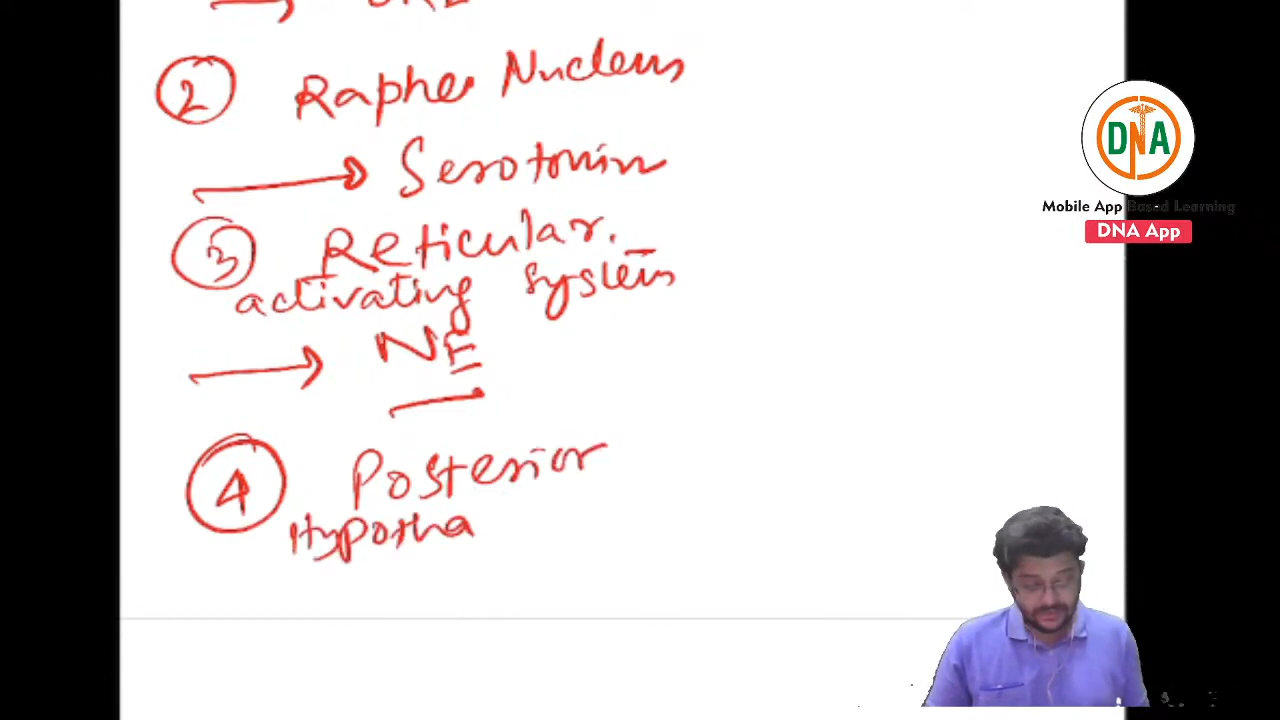 ② Raphe Nucleus
→ Serotonin
③ Reticular.
activating system
→ NE
④ Posterior
Hypotha
DNA
Mobile App Based Learning
DNA App